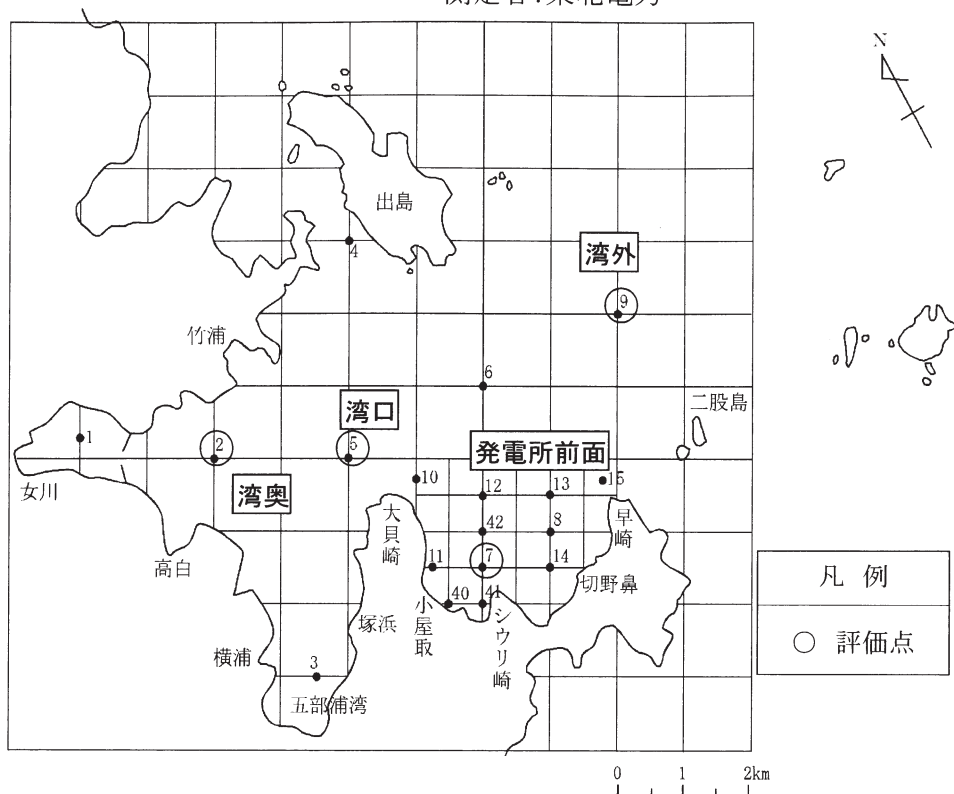 測定者:東北電力
N
出島
4
湾外
9
竹浦
6
二股島
湾口
1
2
5
発電所前面
女川
湾奥
10
12
13
15
大貝崎
42
8
早崎
高白
11
7
14
切野鼻
凡 例
40
41
小屋取
シウリ崎
塚浜
○ 評価点
横浦
3
五部浦湾
0 1 2km